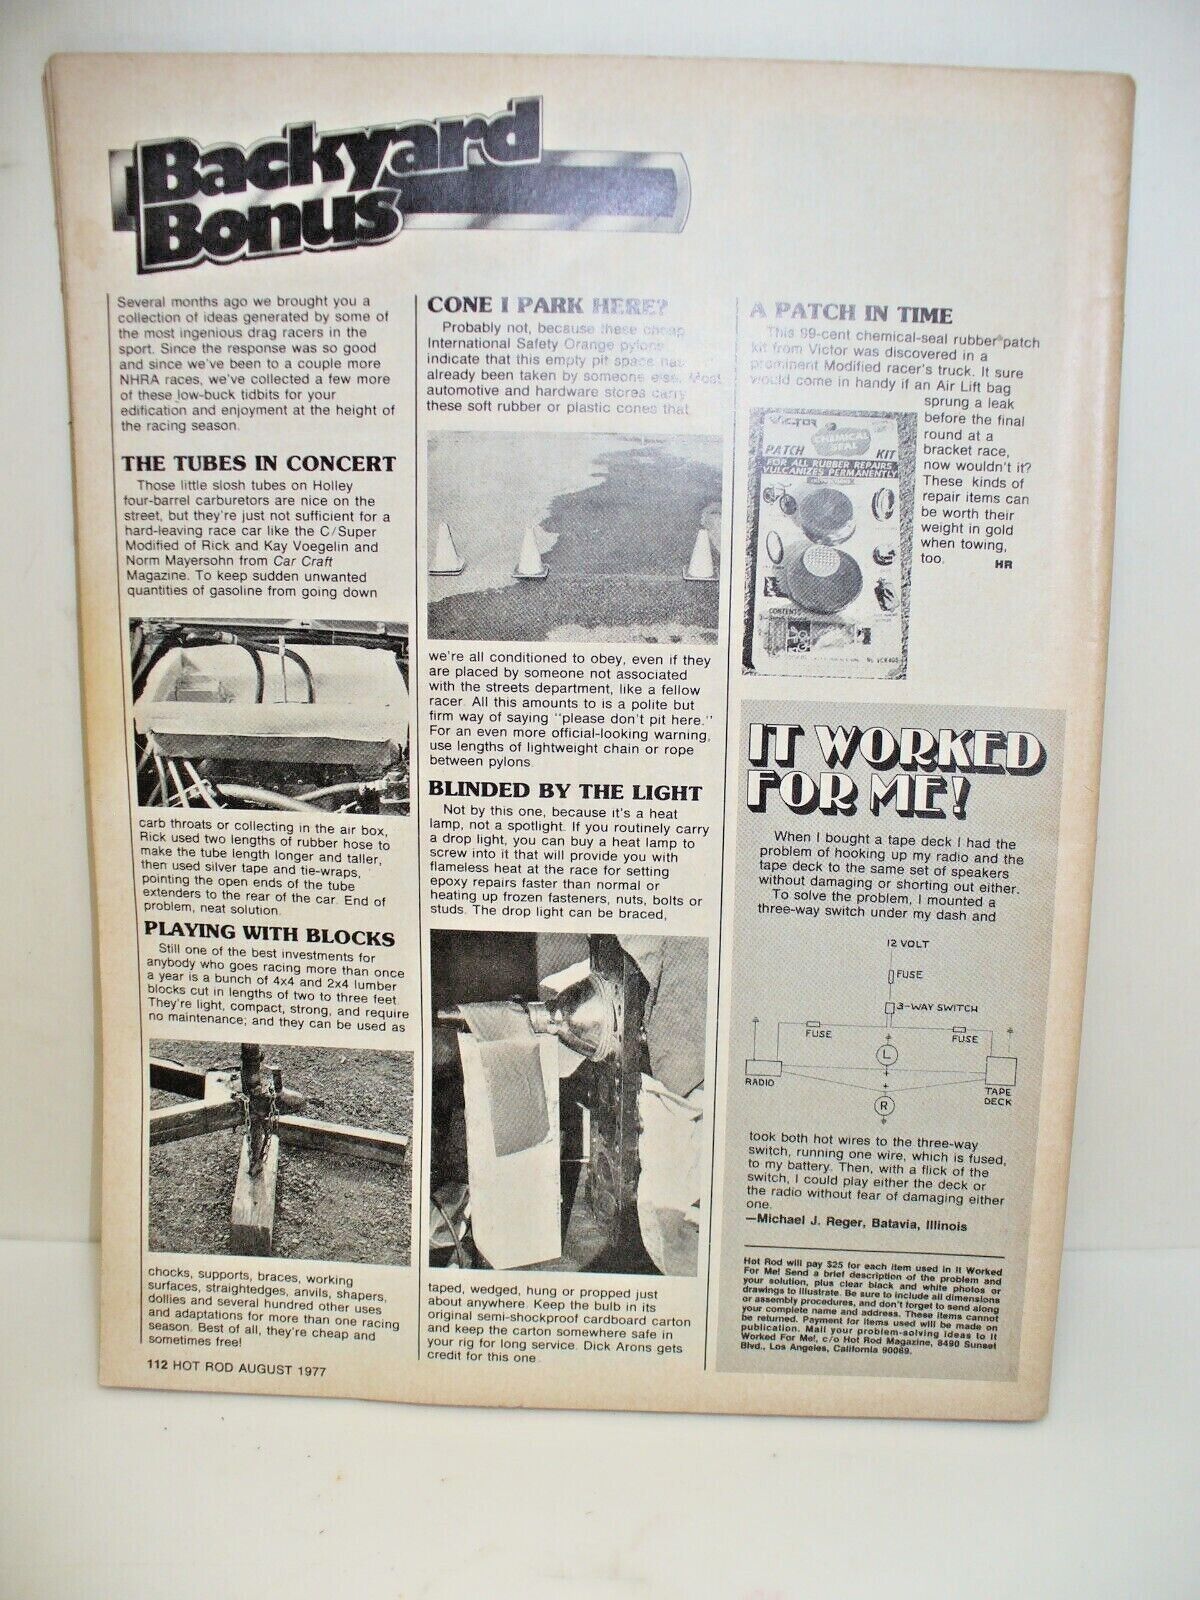 Backyard
Bonus
Several months ago we brought you a
collection of ideas generated by some of
the most ingenious drag racers in the
sport. Since the response was so good
and since we've been to a couple more
NHRA races, we've collected a few more
of these low-buck tidbits for your
edification and enjoyment at the height of
the racing season.
THE TUBES IN CONCERT
Those little slosh tubes on Holley
four-barrel carburetors are nice on the
street, but they're just not sufficient for a
hard-leaving race car like the C/Super
Modified of Rick and Kay Voegelin and
Norm Mayersohn from Car Craft
Magazine. To keep sudden unwanted
quantities of gasoline from going down
carb throats or collecting in the air box,
Rick used two lengths of rubber hose to
make the tube length longer and taller,
then used silver tape and tie-wraps,
pointing the open ends of the tube
extenders to the rear of the car. End of
problem, neat solution.
PLAYING WITH BLOCKS
Still one of the best investments for
anybody who goes racing more than once
a year is a bunch of 4x4 and 2x4 lumber
blocks cut in lengths of two to three feet.
They're light, compact, strong, and require
no maintenance; and they can be used as
chocks, supports, braces, working
surfaces, straightedges, anvils, shapers,
dollies and several hundred other uses
and adaptations for more than one racing
season. Best of all, they're cheap and
sometimes free!
112 HOT ROD AUGUST 1977
CONE I PARK HERE?
Probably not, because these cheap
International Safety Orange pylons
indicate that this empty pit space has
already been taken by someone else. Most
automotive and hardware stores carry
these soft rubber or plastic cones that
we're all conditioned to obey, even if they
are placed by someone not associated
with the streets department, like a fellow
racer. All this amounts to is a polite but
firm way of saying "please don't pit here."
For an even more official-looking warning,
use lengths of lightweight chain or rope
between pylons.
BLINDED BY THE LIGHT
Not by this one, because it's a heat
lamp, not a spotlight. If you routinely carry
a drop light, you can buy a heat lamp to
screw into it that will provide you with
flameless heat at the race for setting
epoxy repairs faster than normal or
heating up frozen fasteners, nuts, bolts or
studs. The drop light can be braced,
taped, wedged, hung or propped just
about anywhere. Keep the bulb in its
original semi-shockproof cardboard carton
and keep the carton somewhere safe in
your rig for long service. Dick Arons gets
credit for this one.
A PATCH IN TIME
This 99-cent chemical-seal rubber patch
kit from Victor was discovered in a
prominent Modified racer's truck. It sure
would come in handy if an Air Lift bag
sprung a leak
before the final
round at a
bracket race,
now wouldn't it?
These kinds of
repair items can
be worth their
weight in gold
when towing,
too. HR
VICTOR
CHEMICAL
SEAL
PATCH KIT
FOR ALL RUBBER REPAIRS
VULCANIZES PERMANENTLY
CONTENTS
IT WORKED
FOR ME!
When I bought a tape deck I had the
problem of hooking up my radio and the
tape deck to the same set of speakers
without damaging or shorting out either.
To solve the problem, I mounted a
three-way switch under my dash and
12 VOLT
FUSE
3-WAY SWITCH
FUSE
FUSE
L
+
+
R
RADIO
TAPE
DECK
took both hot wires to the three-way
switch, running one wire, which is fused,
to my battery. Then, with a flick of the
switch, I could play either the deck or
the radio without fear of damaging either
one.
—Michael J. Reger, Batavia, Illinois
Hot Rod will pay $25 for each item used in It Worked
For Me! Send a brief description of the problem and
your solution, plus clear black and white photos or
drawings to illustrate. Be sure to include all dimensions
or assembly procedures, and don't forget to send along
your complete name and address. These items cannot
be returned. Payment for items used will be made on
publication. Mail your problem-solving ideas to It
Worked For Me!, c/o Hot Rod Magazine, 8490 Sunset
Blvd., Los Angeles, California 90069.